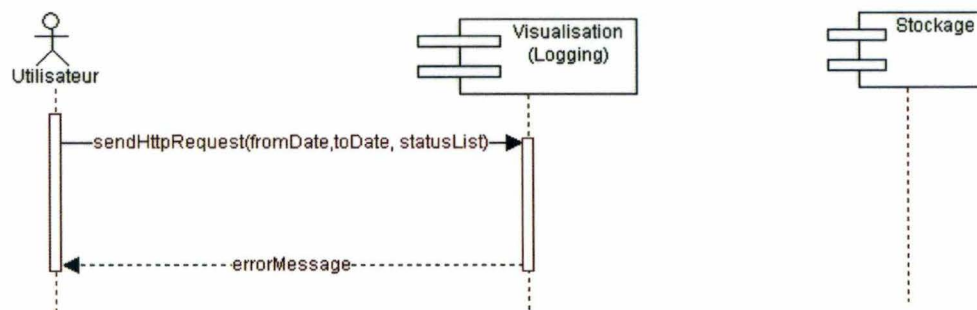 Utilisateur
Visualisation
(Logging)
Stockage
sendHttpRequest(fromDate,toDate, statusList)
errorMessage